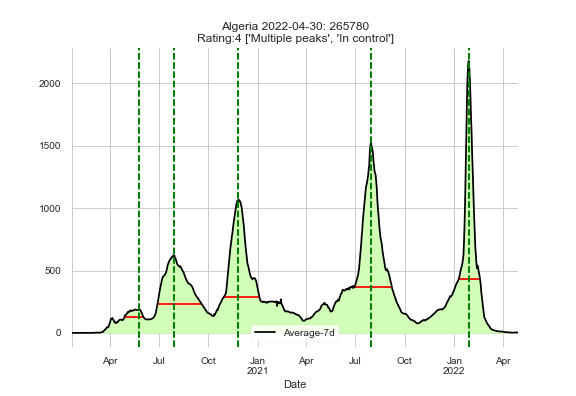 Algeria 2022-04-30: 265780
Rating:4 ['Multiple peaks', 'In control']
2000
1500
1000
500
0
Average-7d
Apr Jul Oct Jan Apr Jul Oct Jan Apr
2021 2022
Date